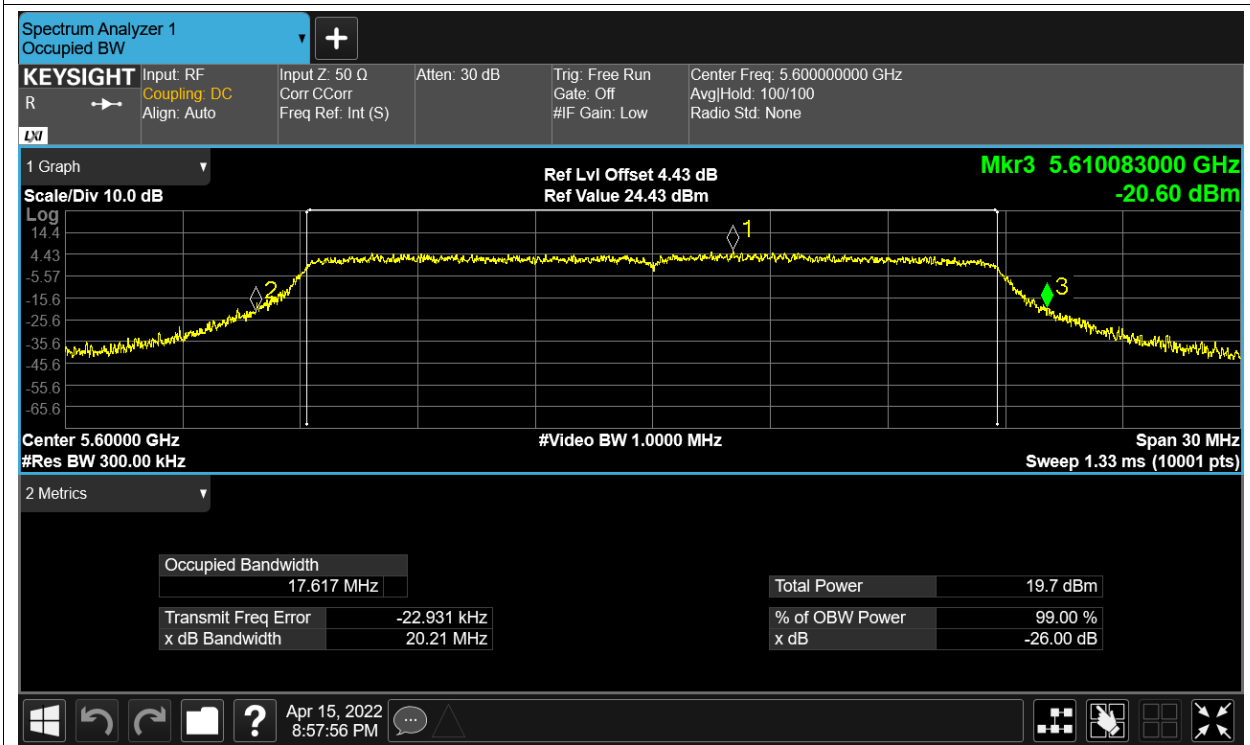 Spectrum Analyzer 1
Occupied BW
KEYSIGHT
R
LXI
Input: RF
Coupling: DC
Align: Auto
Input Z: 50 Ω
Corr CCorr
Freq Ref: Int (S)
Atten: 30 dB
Trig: Free Run
Gate: Off
#IF Gain: Low
Center Freq: 5.600000000 GHz
Avg|Hold: 100/100
Radio Std: None
1 Graph
Scale/Div 10.0 dB
Ref Lvl Offset 4.43 dB
Ref Value 24.43 dBm
Mkr3 5.610083000 GHz
-20.60 dBm
Log
14.4
4.43
-5.57
-15.6
-25.6
-35.6
-45.6
-55.6
-65.6
1
2
3
Center 5.60000 GHz
#Res BW 300.00 kHz
#Video BW 1.0000 MHz
Span 30 MHz
Sweep 1.33 ms (10001 pts)
2 Metrics
Occupied Bandwidth
17.617 MHz
Transmit Freq Error -22.931 kHz
x dB Bandwidth 20.21 MHz
Total Power 19.7 dBm
% of OBW Power 99.00 %
x dB -26.00 dB
?
Apr 15, 2022
8:57:56 PM